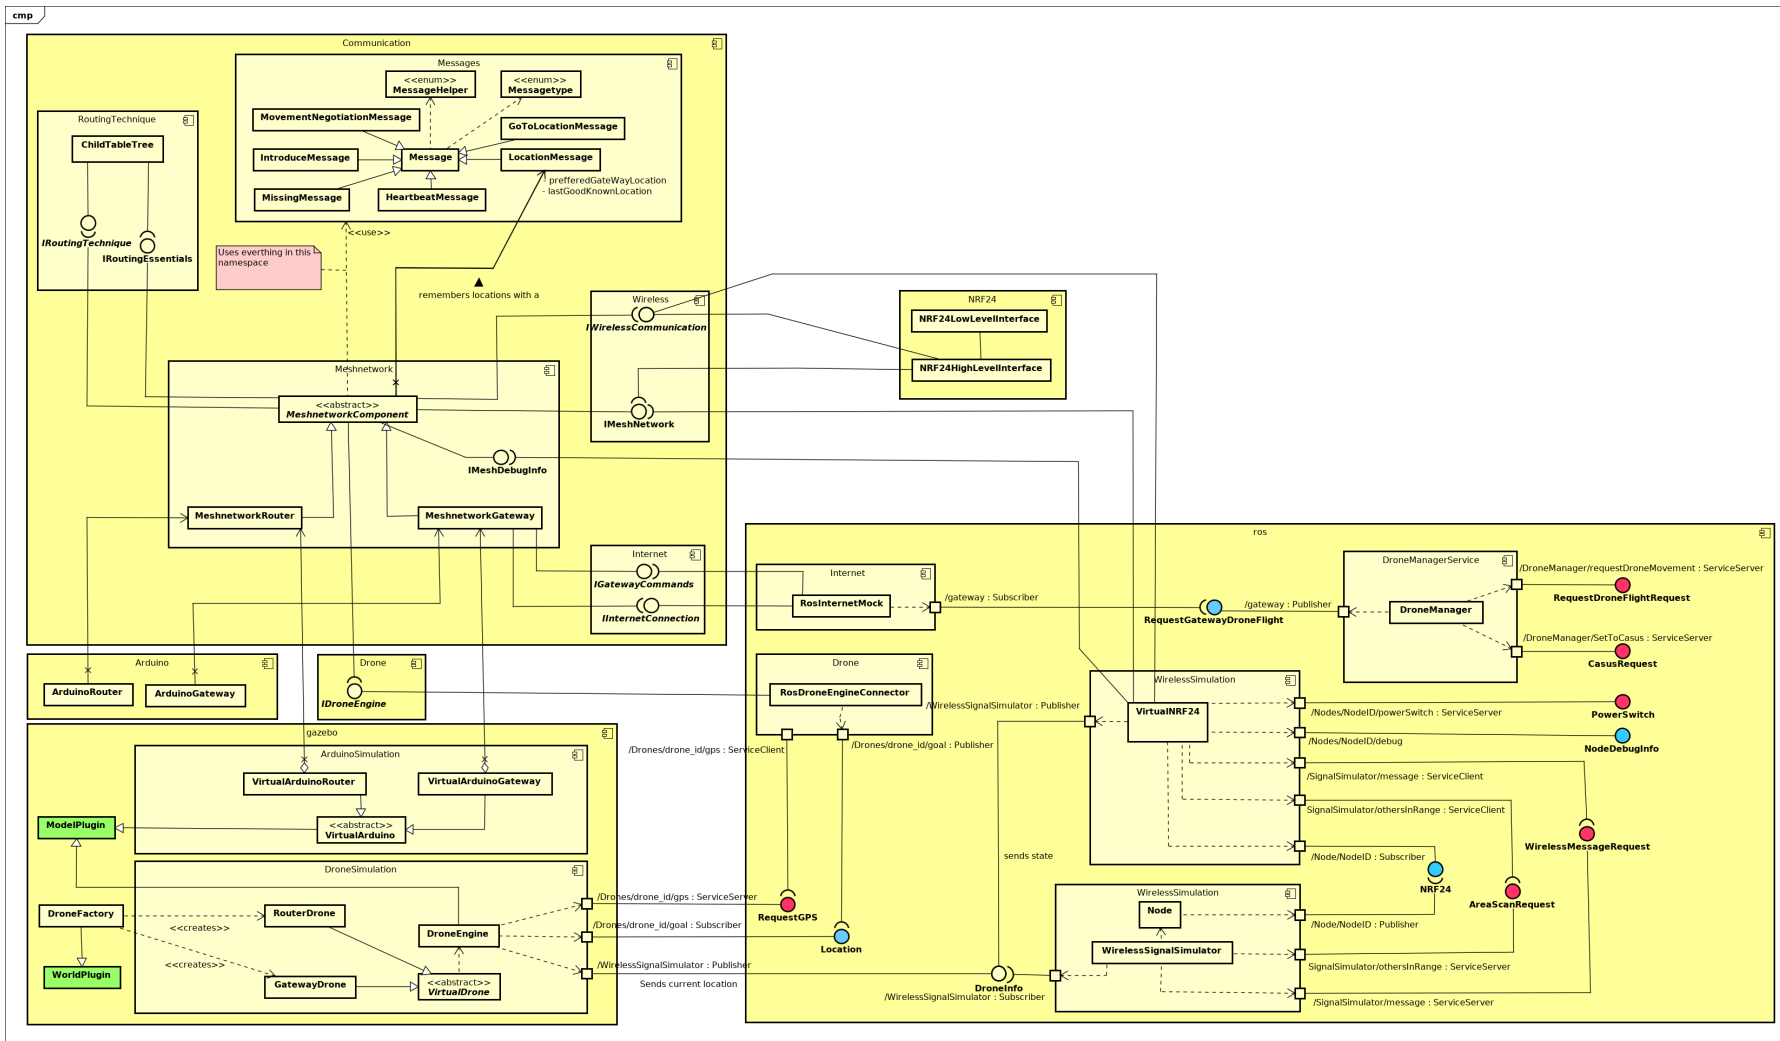 cmp
Communication
Messages
<<enum>>
MessageHelper
<<enum>>
Messagetype
MovementNegotiationMessage
GoToLocationMessage
IntroduceMessage
Message
LocationMessage
MissingMessage
HeartbeatMessage
- prefferedGateWayLocation
- lastGoodKnownLocation
RoutingTechnique
ChildTableTree
IRoutingTechnique
IRoutingEssentials
<<use>>
Uses everthing in this
namespace
remembers locations with a
Wireless
IWirelessCommunication
IMeshNetwork
NRF24
NRF24LowLevelInterface
NRF24HighLevelInterface
Meshnetwork
<<abstract>>
MeshnetworkComponent
IMeshDebugInfo
MeshnetworkRouter
MeshnetworkGateway
Internet
IGatewayCommands
IInternetConnection
Arduino
ArduinoRouter
ArduinoGateway
Drone
IDroneEngine
ros
Internet
RosInternetMock
/gateway : Subscriber
RequestGatewayDroneFlight
/gateway : Publisher
DroneManagerService
DroneManager
/DroneManager/requestDroneMovement : ServiceServer
RequestDroneFlightRequest
/DroneManager/SetToCasus : ServiceServer
CasusRequest
Drone
RosDroneEngineConnector
/WirelessSignalSimulator : Publisher
/Drones/drone_id/gps : ServiceClient
/Drones/drone_id/goal : Publisher
WirelessSimulation
VirtualNRF24
/Nodes/NodeID/powerSwitch : ServiceServer
PowerSwitch
/Nodes/NodeID/debug
NodeDebugInfo
/SignalSimulator/message : ServiceClient
SignalSimulator/othersInRange : ServiceClient
WirelessMessageRequest
/Node/NodeID : Subscriber
NRF24
AreaScanRequest
sends state
WirelessSimulation
Node
WirelessSignalSimulator
/Node/NodeID : Publisher
SignalSimulator/othersInRange : ServiceServer
/SignalSimulator/message : ServiceServer
gazebo
ArduinoSimulation
VirtualArduinoRouter
VirtualArduinoGateway
<<abstract>>
VirtualArduino
ModelPlugin
DroneSimulation
DroneFactory
RouterDrone
<<creates>>
<<creates>>
DroneEngine
WorldPlugin
GatewayDrone
<<abstract>>
VirtualDrone
/Drones/drone_id/gps : ServiceServer
RequestGPS
/Drones/drone_id/goal : Subscriber
Location
/WirelessSignalSimulator : Publisher
Sends current location
DroneInfo
/WirelessSignalSimulator : Subscriber